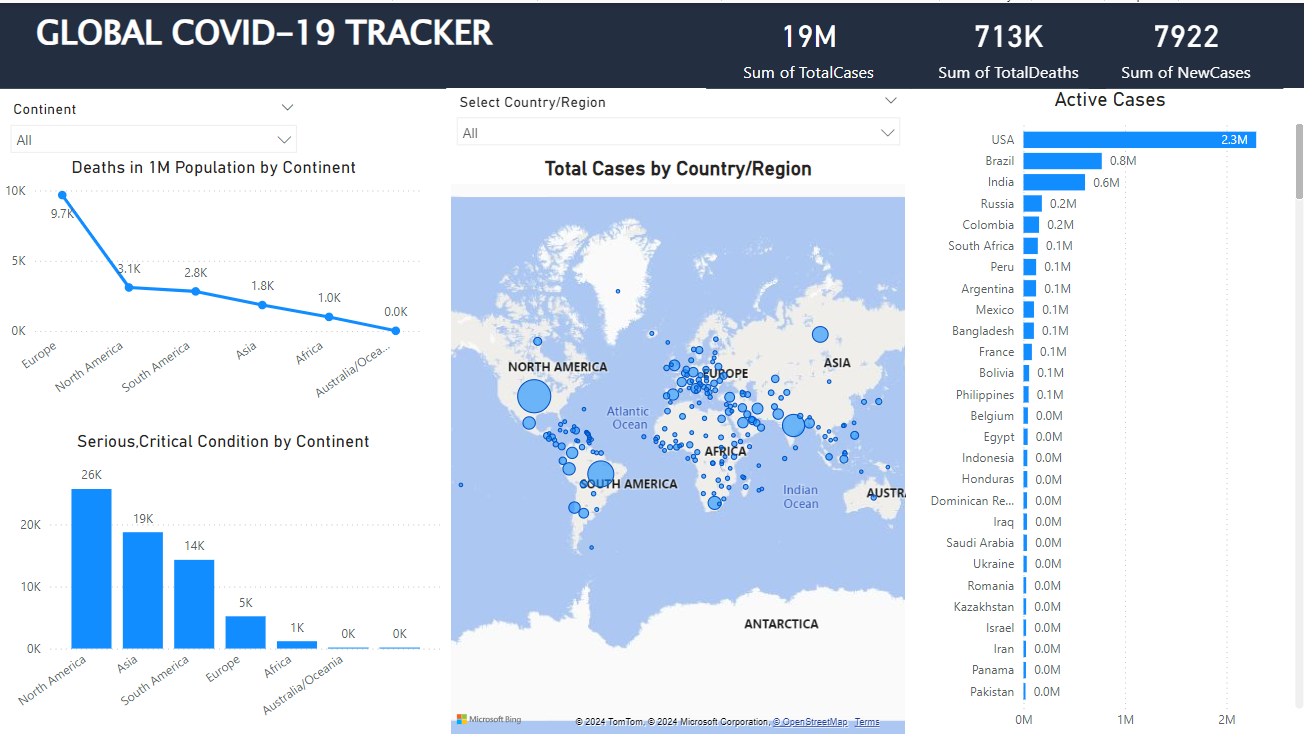 GLOBAL COVID-19 TRACKER
19M
Sum of TotalCases
713K
Sum of TotalDeaths
7922
Sum of NewCases
Continent
All
Deaths in 1M Population by Continent
10K
5K
0K
9.7K
3.1K
2.8K
1.8K
1.0K
0.0K
Europe
North America
South America
Asia
Africa
Australia/Ocea...
Serious,Critical Condition by Continent
20K
10K
0K
26K
19K
14K
5K
1K
0K
0K
North America
Asia
South America
Europe
Africa
Australia/Oceania
Select Country/Region
All
Total Cases by Country/Region
NORTH AMERICA
EUROPE
ASIA
Atlantic
Ocean
AFRICA
SOUTH AMERICA
Indian
Ocean
AUSTRA
ANTARCTICA
Microsoft Bing
© 2024 TomTom, © 2024 Microsoft Corporation, © OpenStreetMap Terms
Active Cases
USA 2.3M
Brazil 0.8M
India 0.6M
Russia 0.2M
Colombia 0.2M
South Africa 0.1M
Peru 0.1M
Argentina 0.1M
Mexico 0.1M
Bangladesh 0.1M
France 0.1M
Bolivia 0.1M
Philippines 0.1M
Belgium 0.0M
Egypt 0.0M
Indonesia 0.0M
Honduras 0.0M
Dominican Re... 0.0M
Iraq 0.0M
Saudi Arabia 0.0M
Ukraine 0.0M
Romania 0.0M
Kazakhstan 0.0M
Israel 0.0M
Iran 0.0M
Panama 0.0M
Pakistan 0.0M
0M 1M 2M